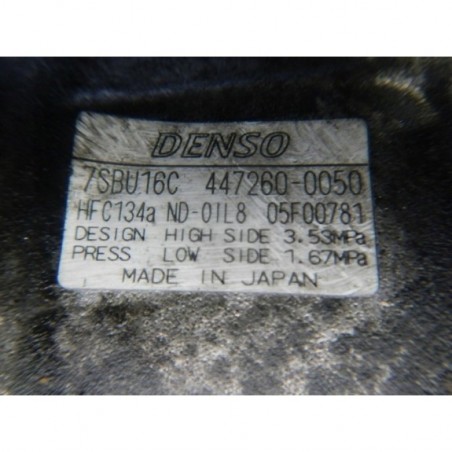 DENSO
7SBU16C 447260-0050
HFC134a ND-OIL8 05F00781
DESIGN HIGH SIDE 3.53MPa
PRESS LOW SIDE 1.67MPa
MADE IN JAPAN